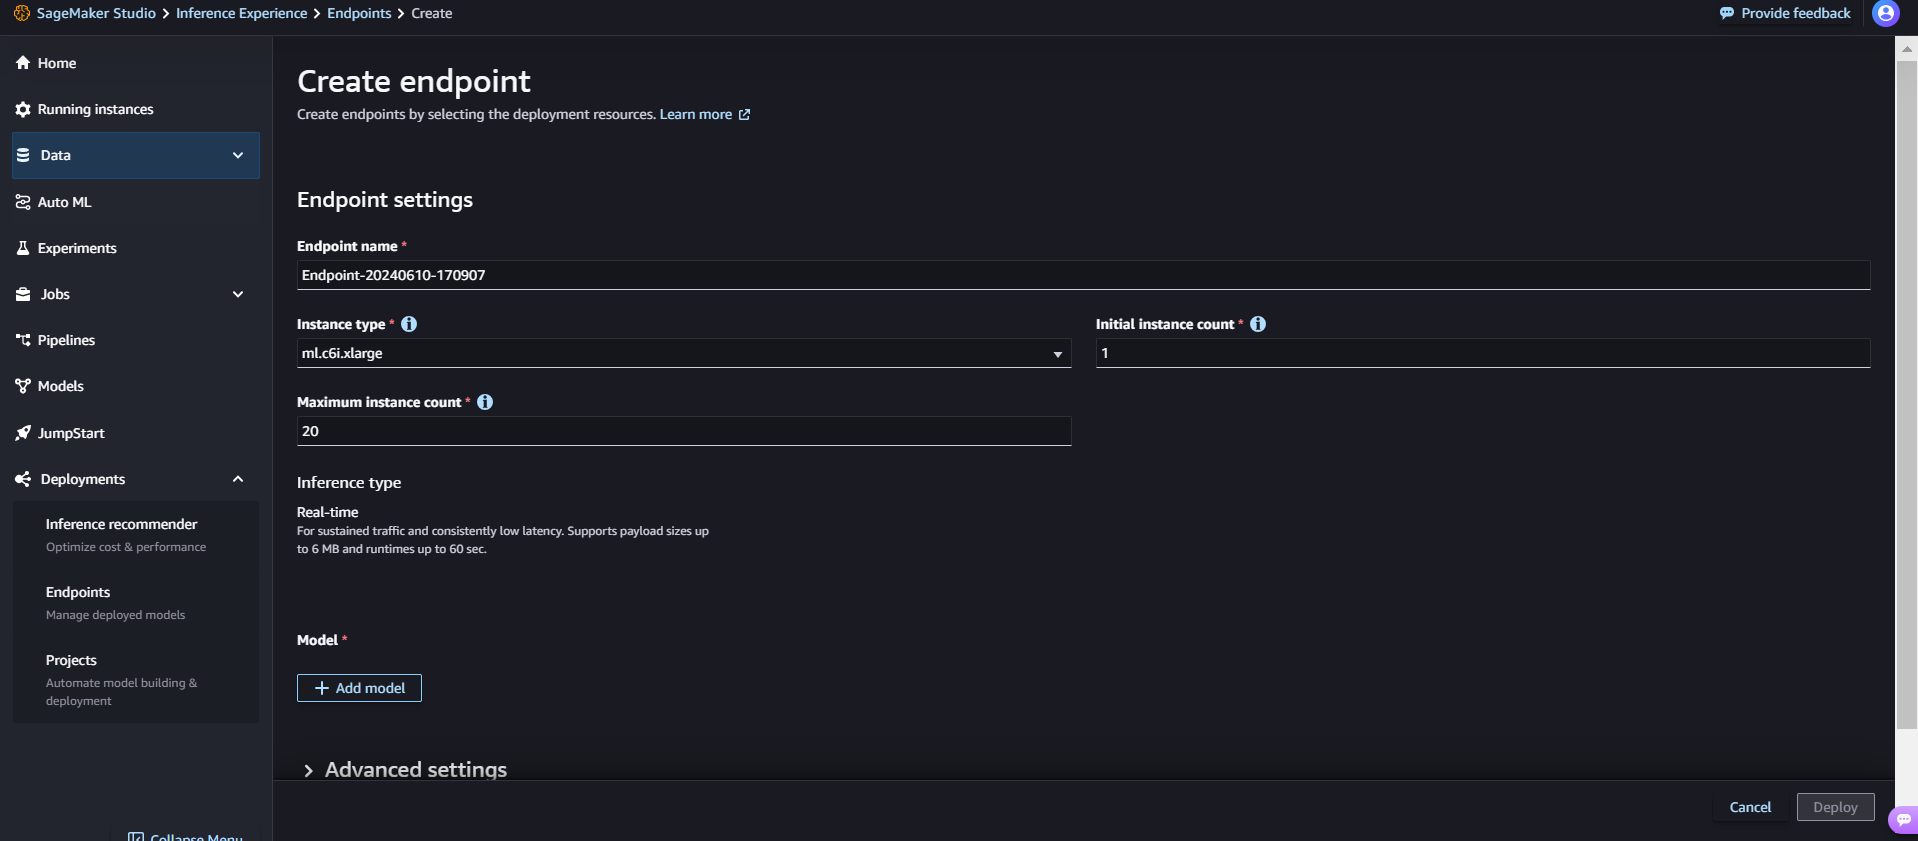 SageMaker Studio > Inference Experience > Endpoints > Create
Provide feedback
Home
Running instances
Data
Auto ML
Experiments
Jobs
Pipelines
Models
JumpStart
Deployments
Inference recommender
Optimize cost & performance
Endpoints
Manage deployed models
Projects
Automate model building &
deployment
Collapse Menu
Create endpoint
Create endpoints by selecting the deployment resources. Learn more
Endpoint settings
Endpoint name *
Endpoint-20240610-170907
Instance type *
ml.c6i.xlarge
Initial instance count *
1
Maximum instance count *
20
Inference type
Real-time
For sustained traffic and consistently low latency. Supports payload sizes up
to 6 MB and runtimes up to 60 sec.
Model *
+ Add model
> Advanced settings
Cancel
Deploy